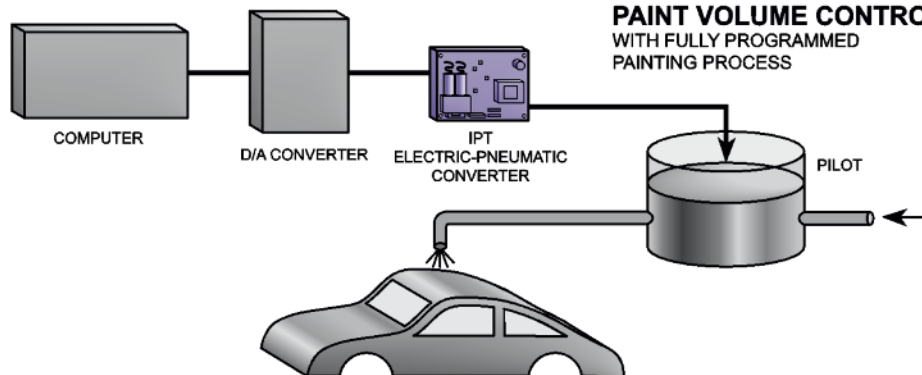 PAINT VOLUME CONTRO
WITH FULLY PROGRAMMED
PAINTING PROCESS
COMPUTER
D/A CONVERTER
IPT
ELECTRIC-PNEUMATIC
CONVERTER
PILOT